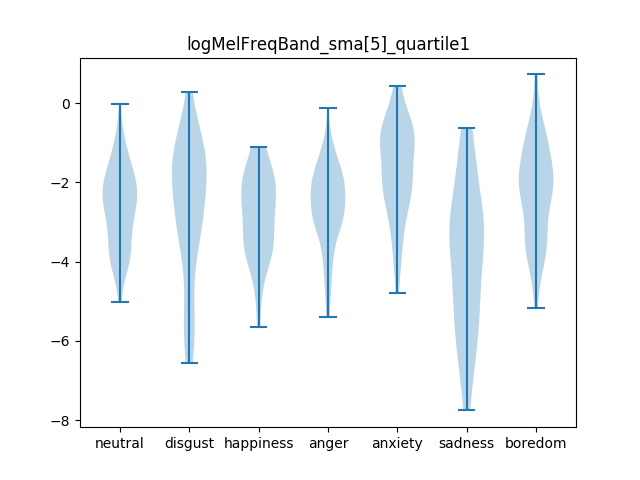 logMelFreqBand_sma[5]_quartile1
0
−2
−4
−6
−8
neutral disgust happiness anger anxiety sadness boredom